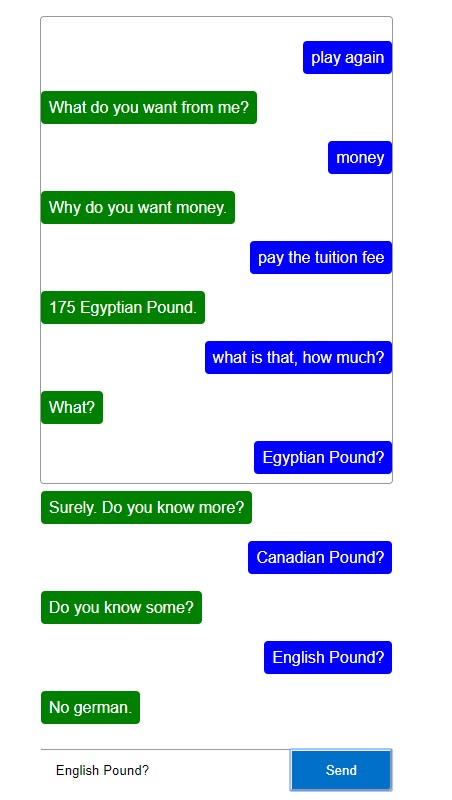 play again
What do you want from me?
money
Why do you want money.
pay the tuition fee
175 Egyptian Pound.
what is that, how much?
What?
Egyptian Pound?
Surely. Do you know more?
Canadian Pound?
Do you know some?
English Pound?
No german.
English Pound?
Send